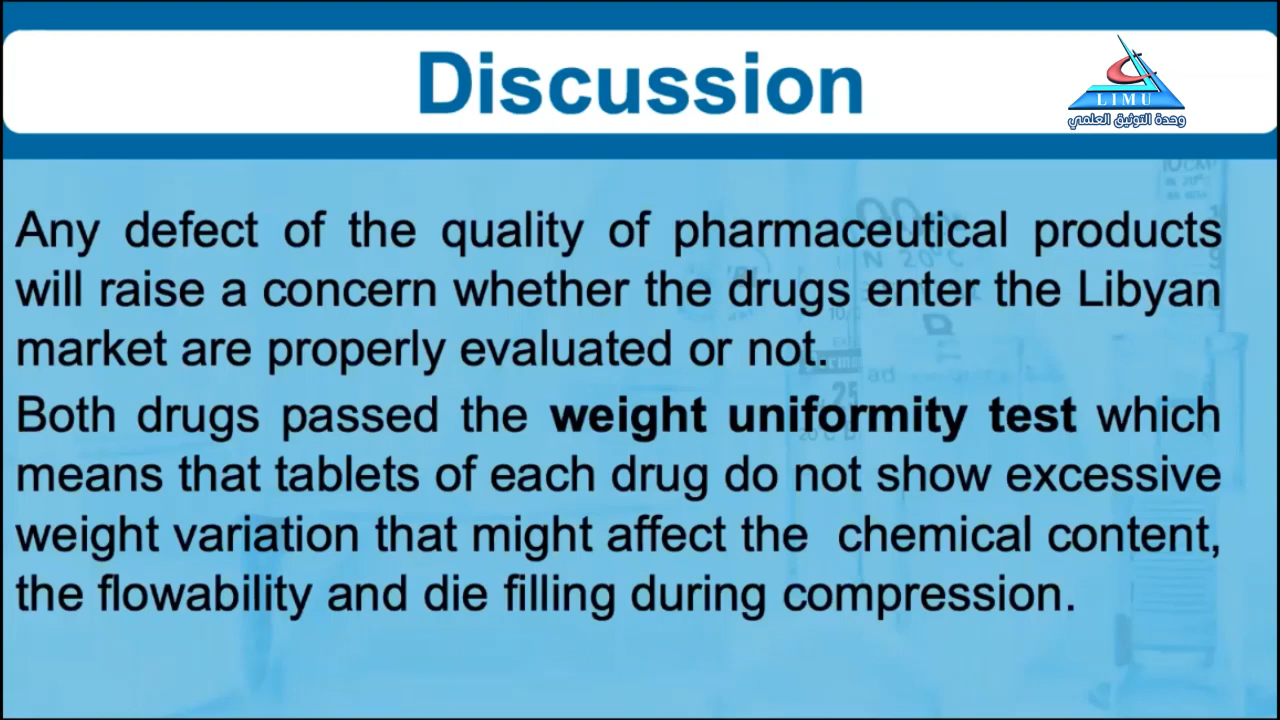 Discussion
LIMU
وحدة التوثيق العلمي
Any defect of the quality of pharmaceutical products
will raise a concern whether the drugs enter the Libyan
market are properly evaluated or not.
Both drugs passed the weight uniformity test which
means that tablets of each drug do not show excessive
weight variation that might affect the chemical content,
the flowability and die filling during compression.